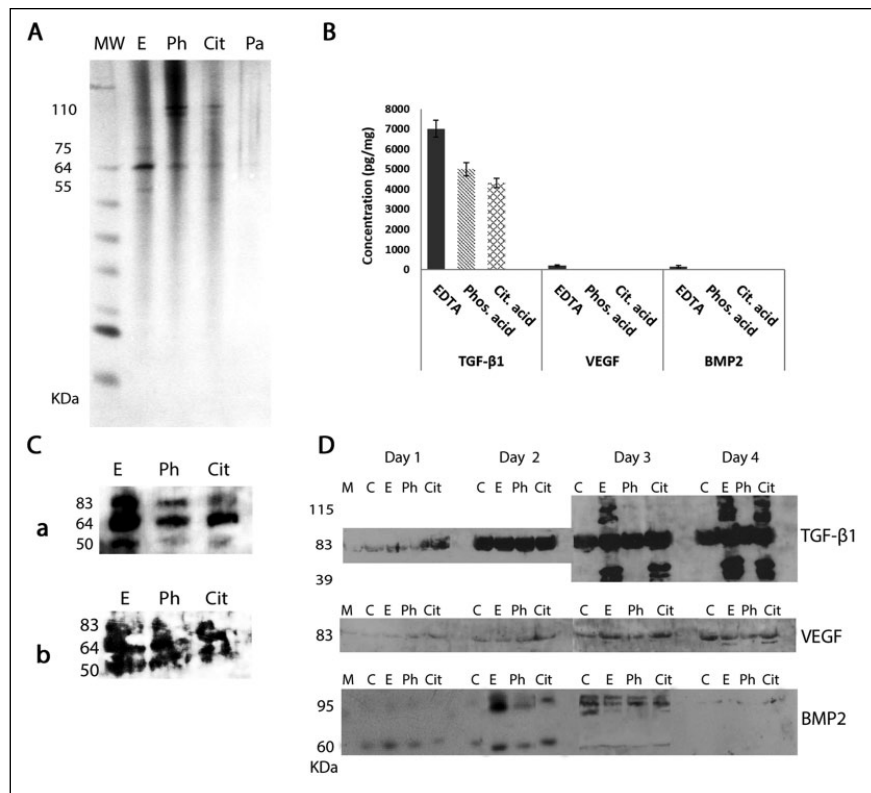 A
MW E Ph Cit Pa
110
75
64
55
KDa
B
Concentration (pg/mg)
8000
7000
6000
5000
4000
3000
2000
1000
0
EDTA Phos. acid Cit. acid EDTA Phos. acid Cit. acid EDTA Phos. acid Cit. acid
TGF-β1 VEGF BMP2
C
E Ph Cit
83
a 64
50
E Ph Cit
83
b 64
50
D
Day 1 Day 2 Day 3 Day 4
M C E Ph Cit C E Ph Cit C E Ph Cit C E Ph Cit
115
83 TGF-β1
39
M C E Ph Cit C E Ph Cit C E Ph Cit C E Ph Cit
83 VEGF
M C E Ph Cit C E Ph Cit C E Ph Cit C E Ph Cit
95 BMP2
60
KDa